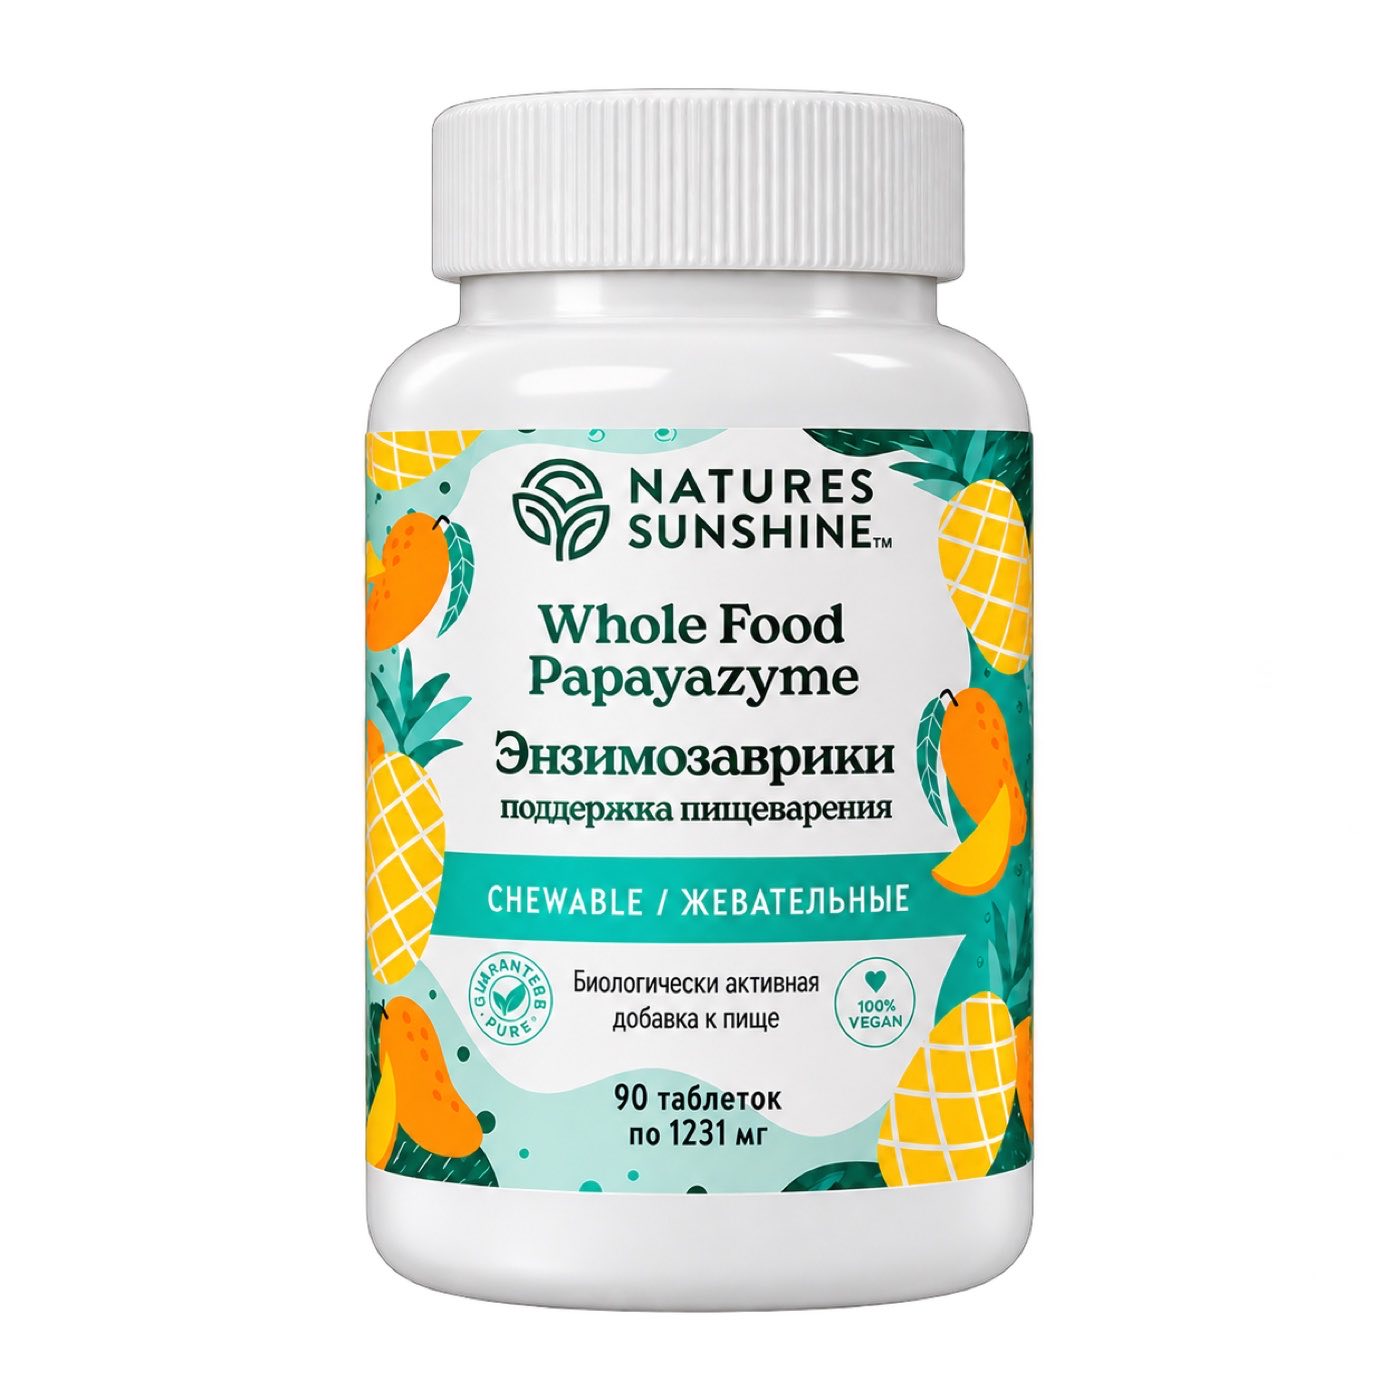 NATURES
SUNSHINE™
Whole Food
Papayazyme
Энзимозаврики
поддержка пищеварения
CHEWABLE / ЖЕВАТЕЛЬНЫЕ
GUARANTEBB
PURE®
Биологически активная
добавка к пище
100%
VEGAN
90 таблеток
по 1231 мг